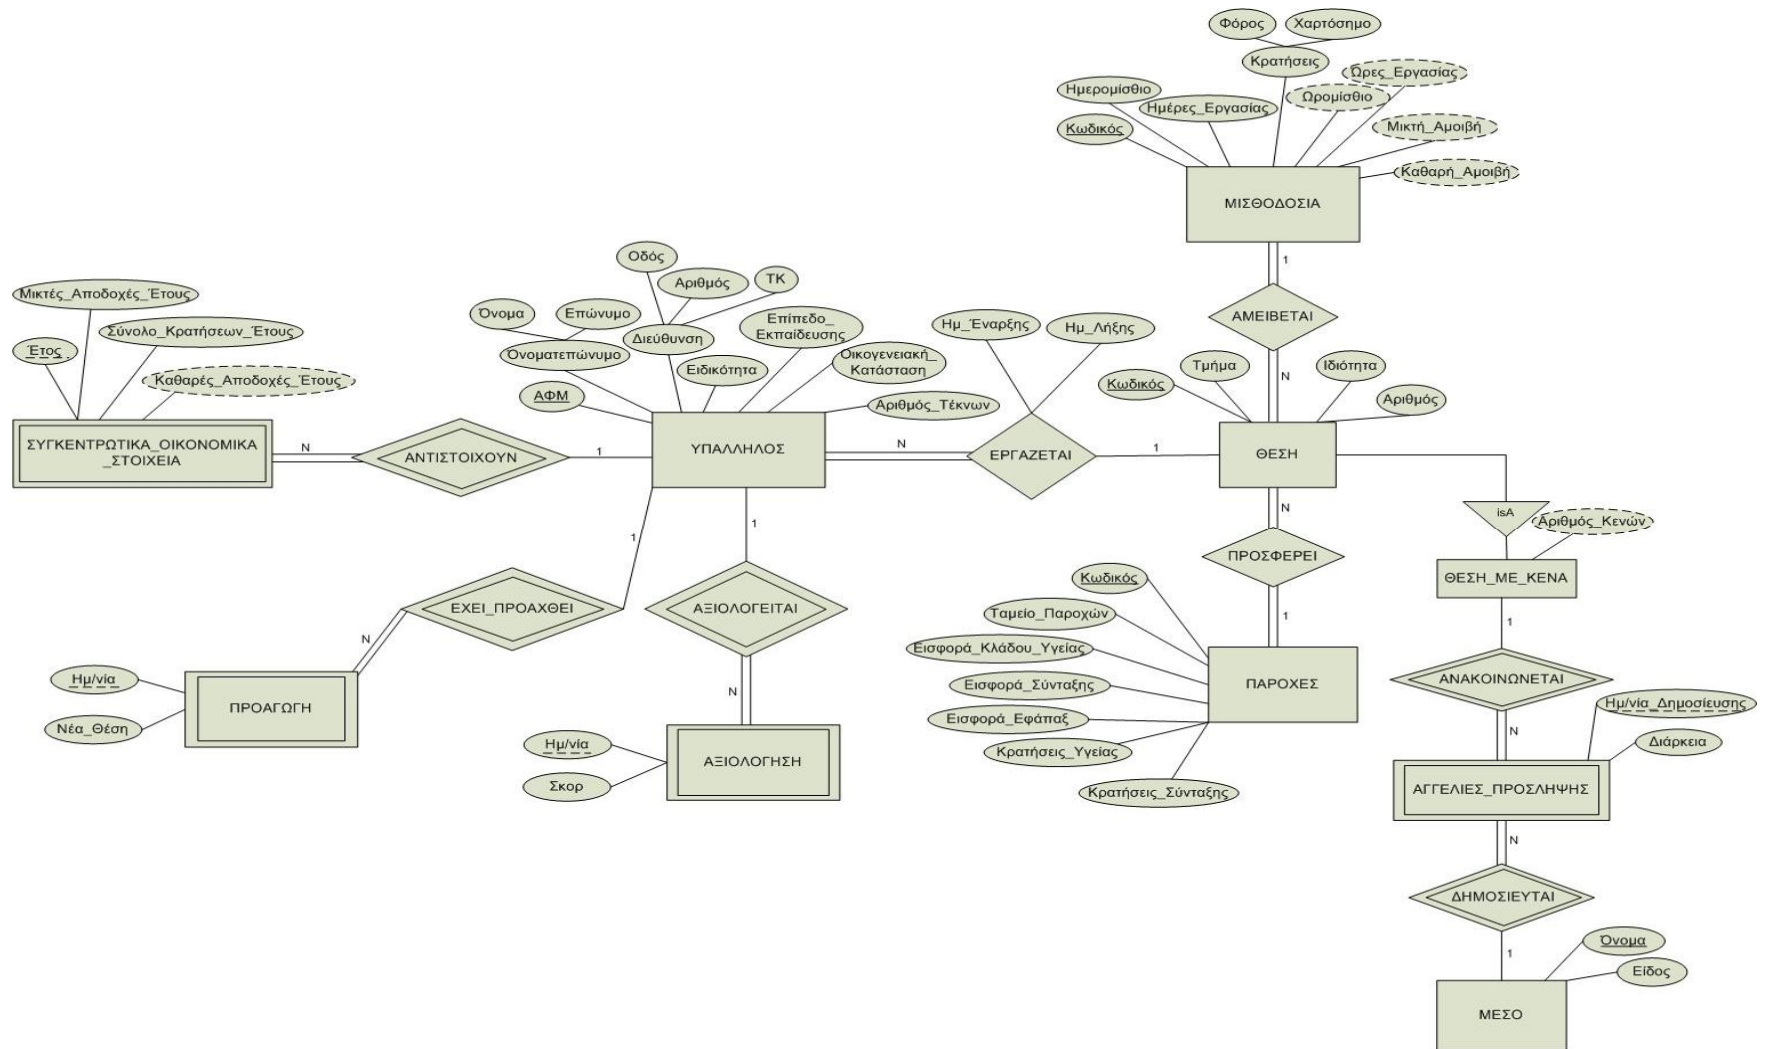 Φόρος
Χαρτόσημο
Κρατήσεις
Ώρες_Εργασίας
Ημερομίσθιο
Ημέρες_Εργασίας
Ωρομίσθιο
Κωδικός
Μικτή_Αμοιβή
Καθαρή_Αμοιβή
ΜΙΣΘΟΔΟΣΙΑ
1
ΑΜΕΙΒΕΤΑΙ
N
Οδός
Αριθμός
ΤΚ
Μικτές_Αποδοχές_Έτους
Σύνολο_Κρατήσεων_Έτους
Έτος
Καθαρές_Αποδοχές_Έτους
Όνομα
Επώνυμο
Διεύθυνση
Επίπεδο_
Εκπαίδευσης
Όνοματεπώνυμο
Ειδικότητα
Οικογενειακή_
Κατάσταση
ΑΦΜ
Αριθμός_Τέκνων
Ημ_Έναρξης
Ημ_Λήξης
Κωδικός
Τμήμα
Ιδιότητα
Αριθμός
ΣΥΓΚΕΝΤΡΩΤΙΚΑ_ΟΙΚΟΝΟΜΙΚΑ
_ΣΤΟΙΧΕΙΑ
N
ΑΝΤΙΣΤΟΙΧΟΥΝ
1
ΥΠΑΛΛΗΛΟΣ
N
ΕΡΓΑΖΕΤΑΙ
1
ΘΕΣΗ
isA
Αριθμός_Κενών
ΘΕΣΗ_ΜΕ_ΚΕΝΑ
1
1
N
ΠΡΟΣΦΕΡΕΙ
1
ΕΧΕΙ_ΠΡΟΑΧΘΕΙ
N
ΑΞΙΟΛΟΓΕΙΤΑΙ
N
Κωδικός
Ταμείο_Παροχών
Εισφορά_Κλάδου_Υγείας
Εισφορά_Σύνταξης
Εισφορά_Εφάπαξ
Κρατήσεις_Υγείας
Κρατήσεις_Σύνταξης
ΠΑΡΟΧΕΣ
1
ΑΝΑΚΟΙΝΩΝΕΤΑΙ
N
Ημ/νία_Δημοσίευσης
Διάρκεια
Ημ/νία
Νέα_Θέση
ΠΡΟΑΓΩΓΗ
Ημ/νία
Σκορ
ΑΞΙΟΛΟΓΗΣΗ
ΑΓΓΕΛΙΕΣ_ΠΡΟΣΛΗΨΗΣ
N
ΔΗΜΟΣΙΕΥΤΑΙ
1
Όνομα
Είδος
ΜΕΣΟ